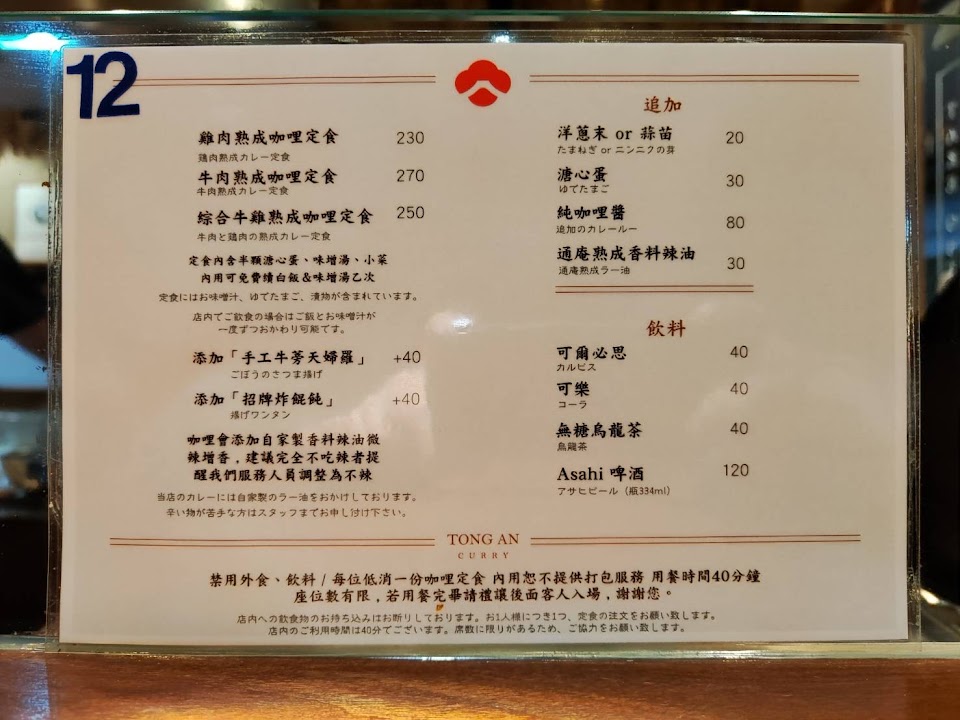 12
雞肉熟成咖哩定食 230
鶏肉熟成カレー定食
牛肉熟成咖哩定食 270
牛肉熟成カレー定食
綜合牛雞熟成咖哩定食 250
牛肉と鶏肉の熟成カレー定食
定食內含半顆溏心蛋、味增湯、小菜
內用可免費續白飯&味增湯乙次
定食にはお味噌汁、ゆでたまご、漬物が含まれています。
店内でご飲食の場合はご飯とお味噌汁が
一度ずつおかわり可能です。
添加「手工牛蒡天婦羅」 +40
ごぼうのさつま揚げ
添加「招牌炸餛飩」 +40
揚げワンタン
咖哩會添加自家製香料辣油微
辣增香，建議完全不吃辣者提
醒我們服務人員調整為不辣
当店のカレーには自家製のラー油をおかけしております。
辛い物が苦手な方はスタッフまでお申し付け下さい。
追加
洋蔥末 or 蒜苗 20
たまねぎ or ニンニクの芽
溏心蛋 30
ゆでたまご
純咖哩醬 80
追加のカレールー
通庵熟成香料辣油 30
通庵熟成ラー油
飲料
可爾必思 40
カルピス
可樂 40
コーラ
無糖烏龍茶 40
烏龍茶
Asahi 啤酒 120
アサヒビール（瓶334ml）
TONG AN
CURRY
禁用外食、飲料 / 每位低消一份咖哩定食 內用恕不提供打包服務 用餐時間40分鐘
座位數有限，若用餐完畢請禮讓後面客人入場，謝謝您。
店内への飲食物のお持ち込みはお断りしております。お1人様につき1つ、定食の注文をお願い致します。
店内のご利用時間は40分でございます。席数に限りがあるため、ご協力をお願い致します。